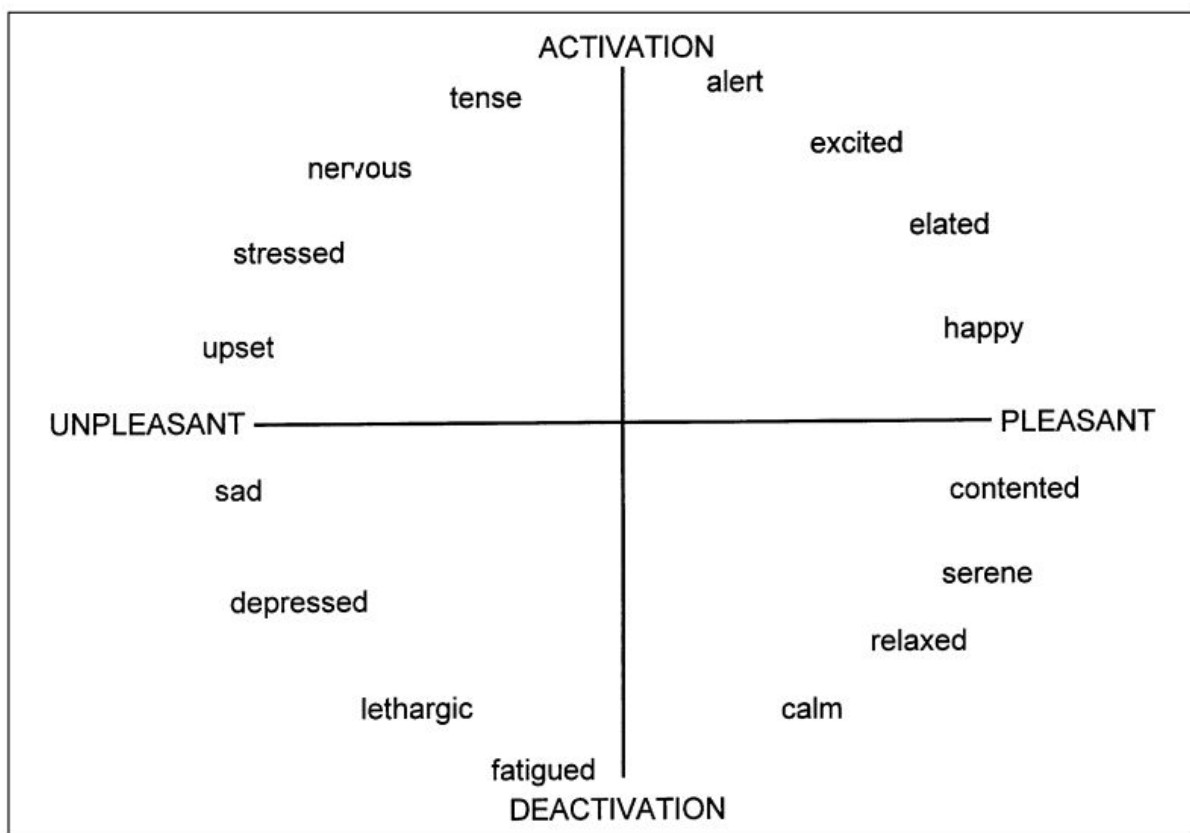 ACTIVATION
alert
tense
excited
nervous
elated
stressed
happy
upset
UNPLEASANT
PLEASANT
sad
contented
serene
depressed
relaxed
lethargic
calm
fatigued
DEACTIVATION